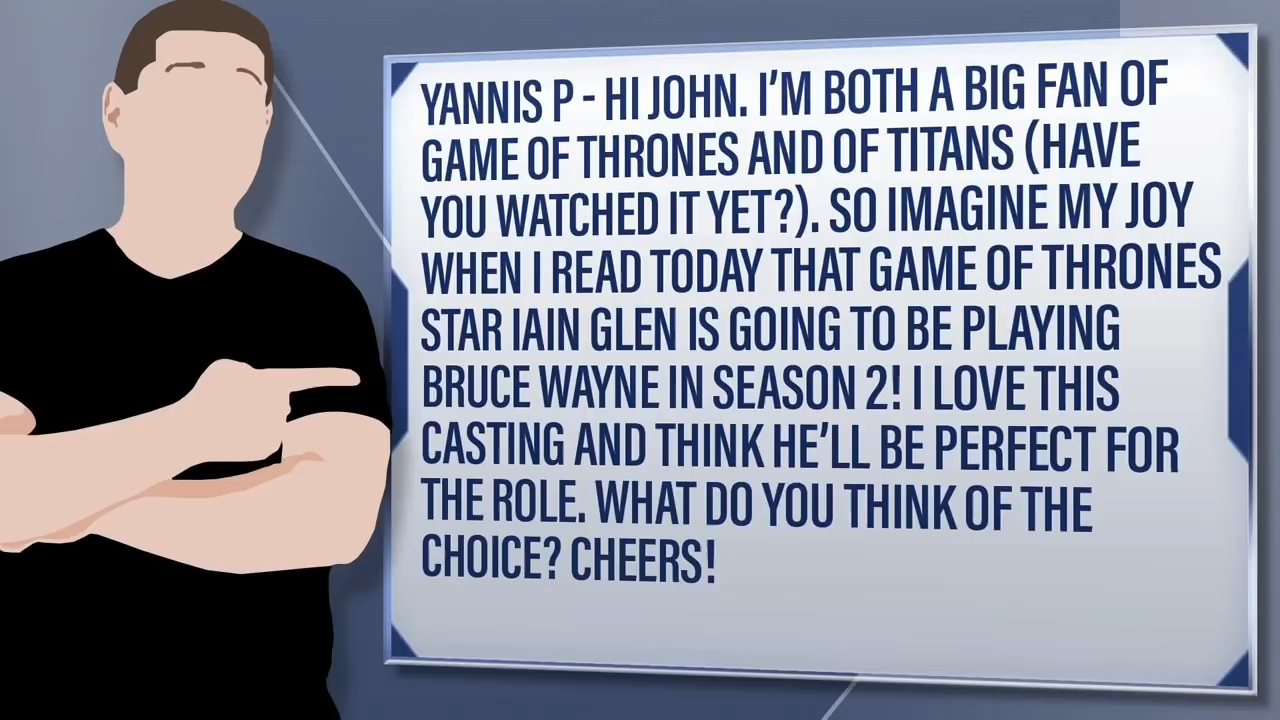 YANNIS P - HI JOHN. I'M BOTH A BIG FAN OF
GAME OF THRONES AND OF TITANS (HAVE
YOU WATCHED IT YET?). SO IMAGINE MY JOY
WHEN I READ TODAY THAT GAME OF THRONES
STAR IAIN GLEN IS GOING TO BE PLAYING
BRUCE WAYNE IN SEASON 2! I LOVE THIS
CASTING AND THINK HE'LL BE PERFECT FOR
THE ROLE. WHAT DO YOU THINK OF THE
CHOICE? CHEERS!